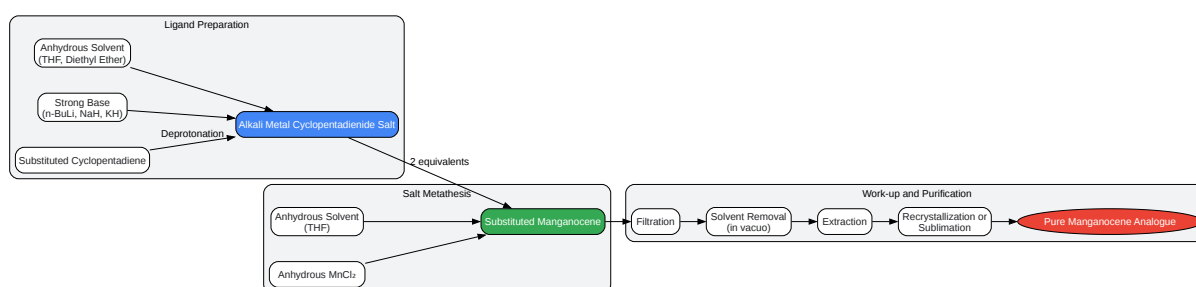 Ligand Preparation
Anhydrous Solvent
(THF, Diethyl Ether)
Strong Base
(n-BuLi, NaH, KH)
Deprotonation
Substituted Cyclopentadiene
Alkali Metal Cyclopentadienide Salt
2 equivalents
Salt Metathesis
Anhydrous Solvent
(THF)
Anhydrous MnCl₂
Substituted Manganocene
Work-up and Purification
Filtration
Solvent Removal
(in vacuo)
Extraction
Recrystallization or
Sublimation
Pure Manganocene Analogue